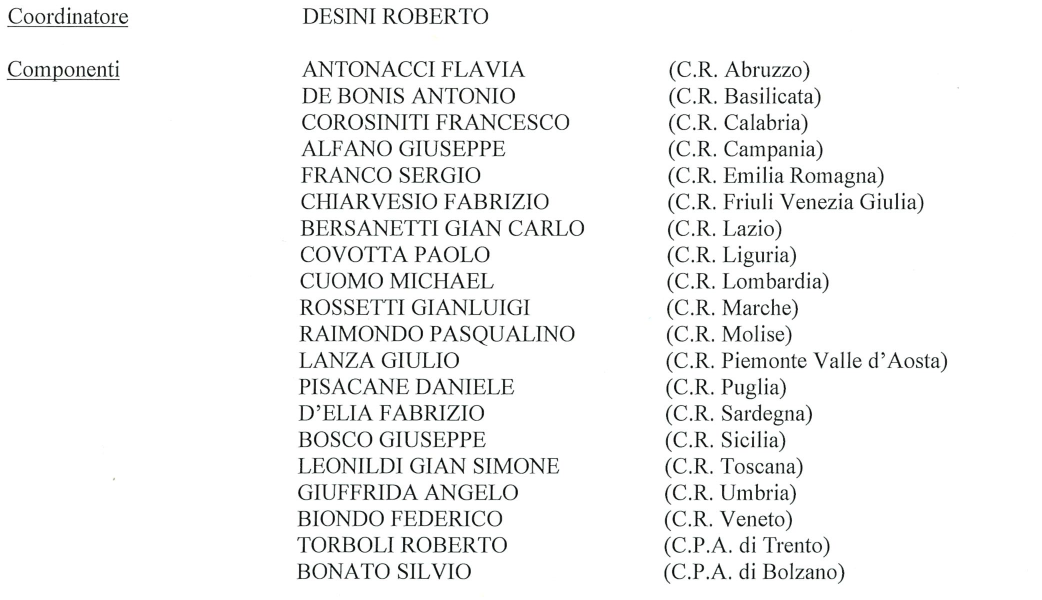 Coordinatore DESINI ROBERTO
Componenti ANTONACCI FLAVIA (C.R. Abruzzo)
DE BONIS ANTONIO (C.R. Basilicata)
COROSINITI FRANCESCO (C.R. Calabria)
ALFANO GIUSEPPE (C.R. Campania)
FRANCO SERGIO (C.R. Emilia Romagna)
CHIARVESIO FABRIZIO (C.R. Friuli Venezia Giulia)
BERSANETTI GIAN CARLO (C.R. Lazio)
COVOTTA PAOLO (C.R. Liguria)
CUOMO MICHAEL (C.R. Lombardia)
ROSSETTI GIANLUIGI (C.R. Marche)
RAIMONDO PASQUALINO (C.R. Molise)
LANZA GIULIO (C.R. Piemonte Valle d’Aosta)
PISACANE DANIELE (C.R. Puglia)
D’ELIA FABRIZIO (C.R. Sardegna)
BOSCO GIUSEPPE (C.R. Sicilia)
LEONILDI GIAN SIMONE (C.R. Toscana)
GIUFFRIDA ANGELO (C.R. Umbria)
BIONDO FEDERICO (C.R. Veneto)
TORBOLI ROBERTO (C.P.A. di Trento)
BONATO SILVIO (C.P.A. di Bolzano)